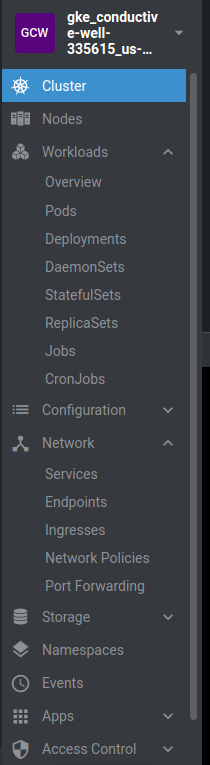 GCW
gke_conductiv
e-well-
335615_us-...
Cluster
Nodes
Workloads
Overview
Pods
Deployments
DaemonSets
StatefulSets
ReplicaSets
Jobs
CronJobs
Configuration
Network
Services
Endpoints
Ingresses
Network Policies
Port Forwarding
Storage
Namespaces
Events
Apps
Access Control